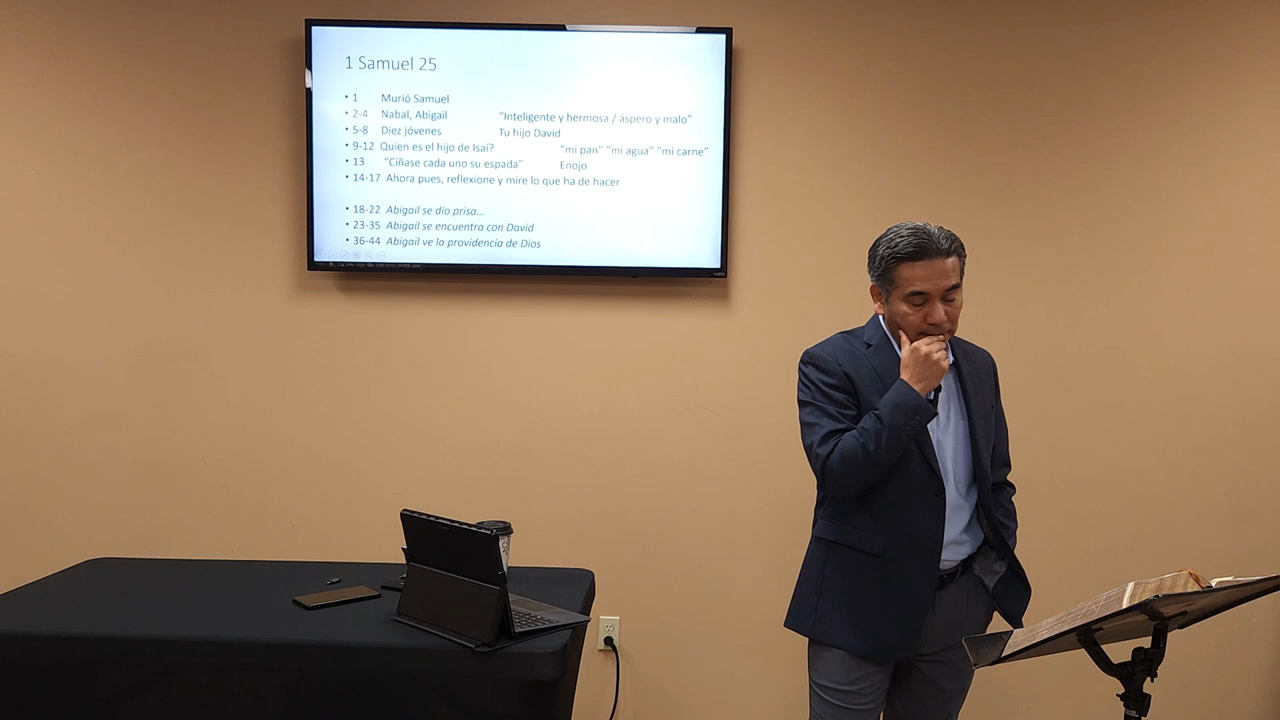 1 Samuel 25
• 1 Murió Samuel
• 2-4 Nabal, Abigail "Inteligente y hermosa / áspero y malo"
• 5-8 Diez jóvenes Tu hijo David
• 9-12 Quien es el hijo de Isaí? "mi pan" "mi agua" "mi carne"
• 13 "Cíñase cada uno su espada" Enojo
• 14-17 Ahora pues, reflexione y mire lo que ha de hacer
• 18-22 Abigail se dio prisa...
• 23-35 Abigail se encuentra con David
• 36-44 Abigail ve la providencia de Dios
VIZIO